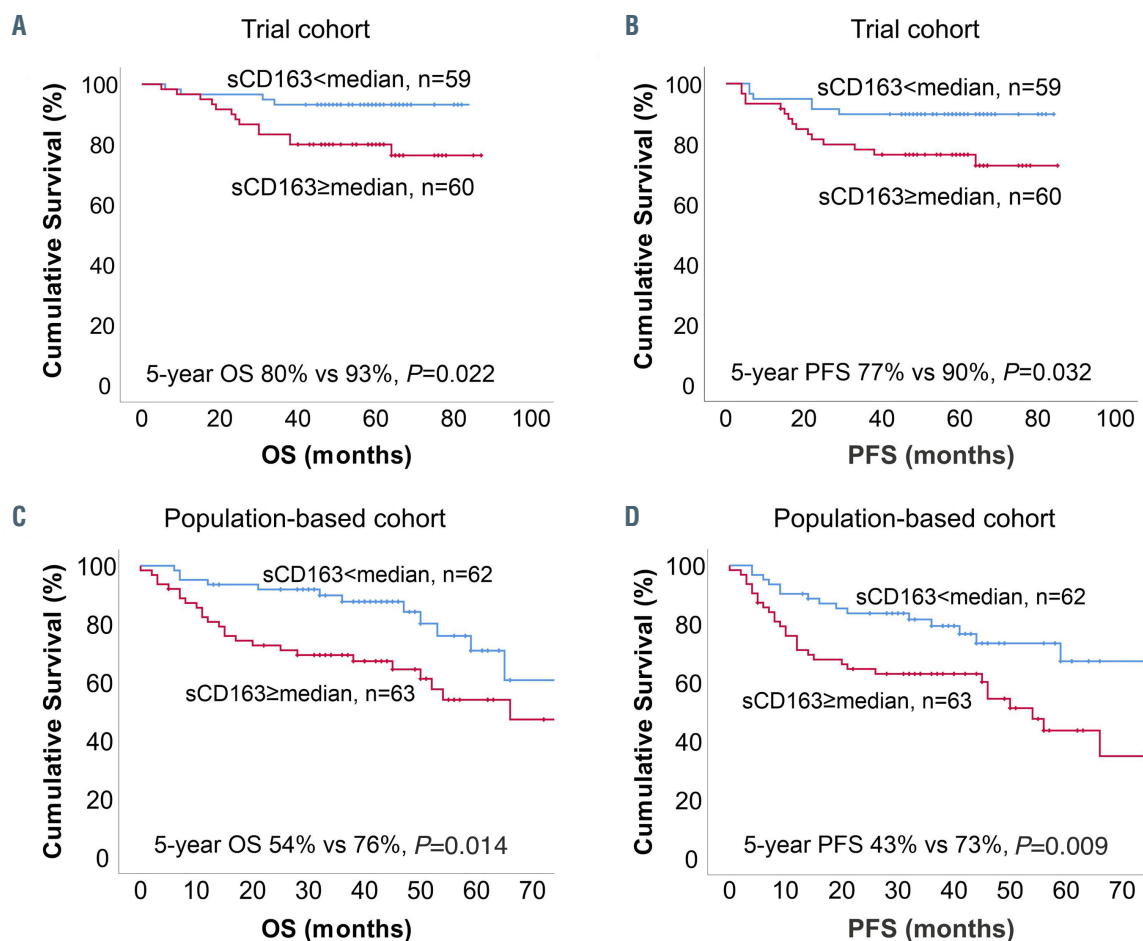 A
Trial cohort
Cumulative Survival (%)
100
80
60
40
20
0
sCD163<median, n=59
sCD163≥median, n=60
5-year OS 80% vs 93%, P=0.022
0 20 40 60 80 100
OS (months)
B
Trial cohort
Cumulative Survival (%)
100
80
60
40
20
0
sCD163<median, n=59
sCD163≥median, n=60
5-year PFS 77% vs 90%, P=0.032
0 20 40 60 80 100
PFS (months)
C
Population-based cohort
Cumulative Survival (%)
100
80
60
40
20
0
sCD163<median, n=62
sCD163≥median, n=63
5-year OS 54% vs 76%, P=0.014
0 10 20 30 40 50 60 70
OS (months)
D
Population-based cohort
Cumulative Survival (%)
100
80
60
40
20
0
sCD163<median, n=62
sCD163≥median, n=63
5-year PFS 43% vs 73%, P=0.009
0 10 20 30 40 50 60 70
PFS (months)